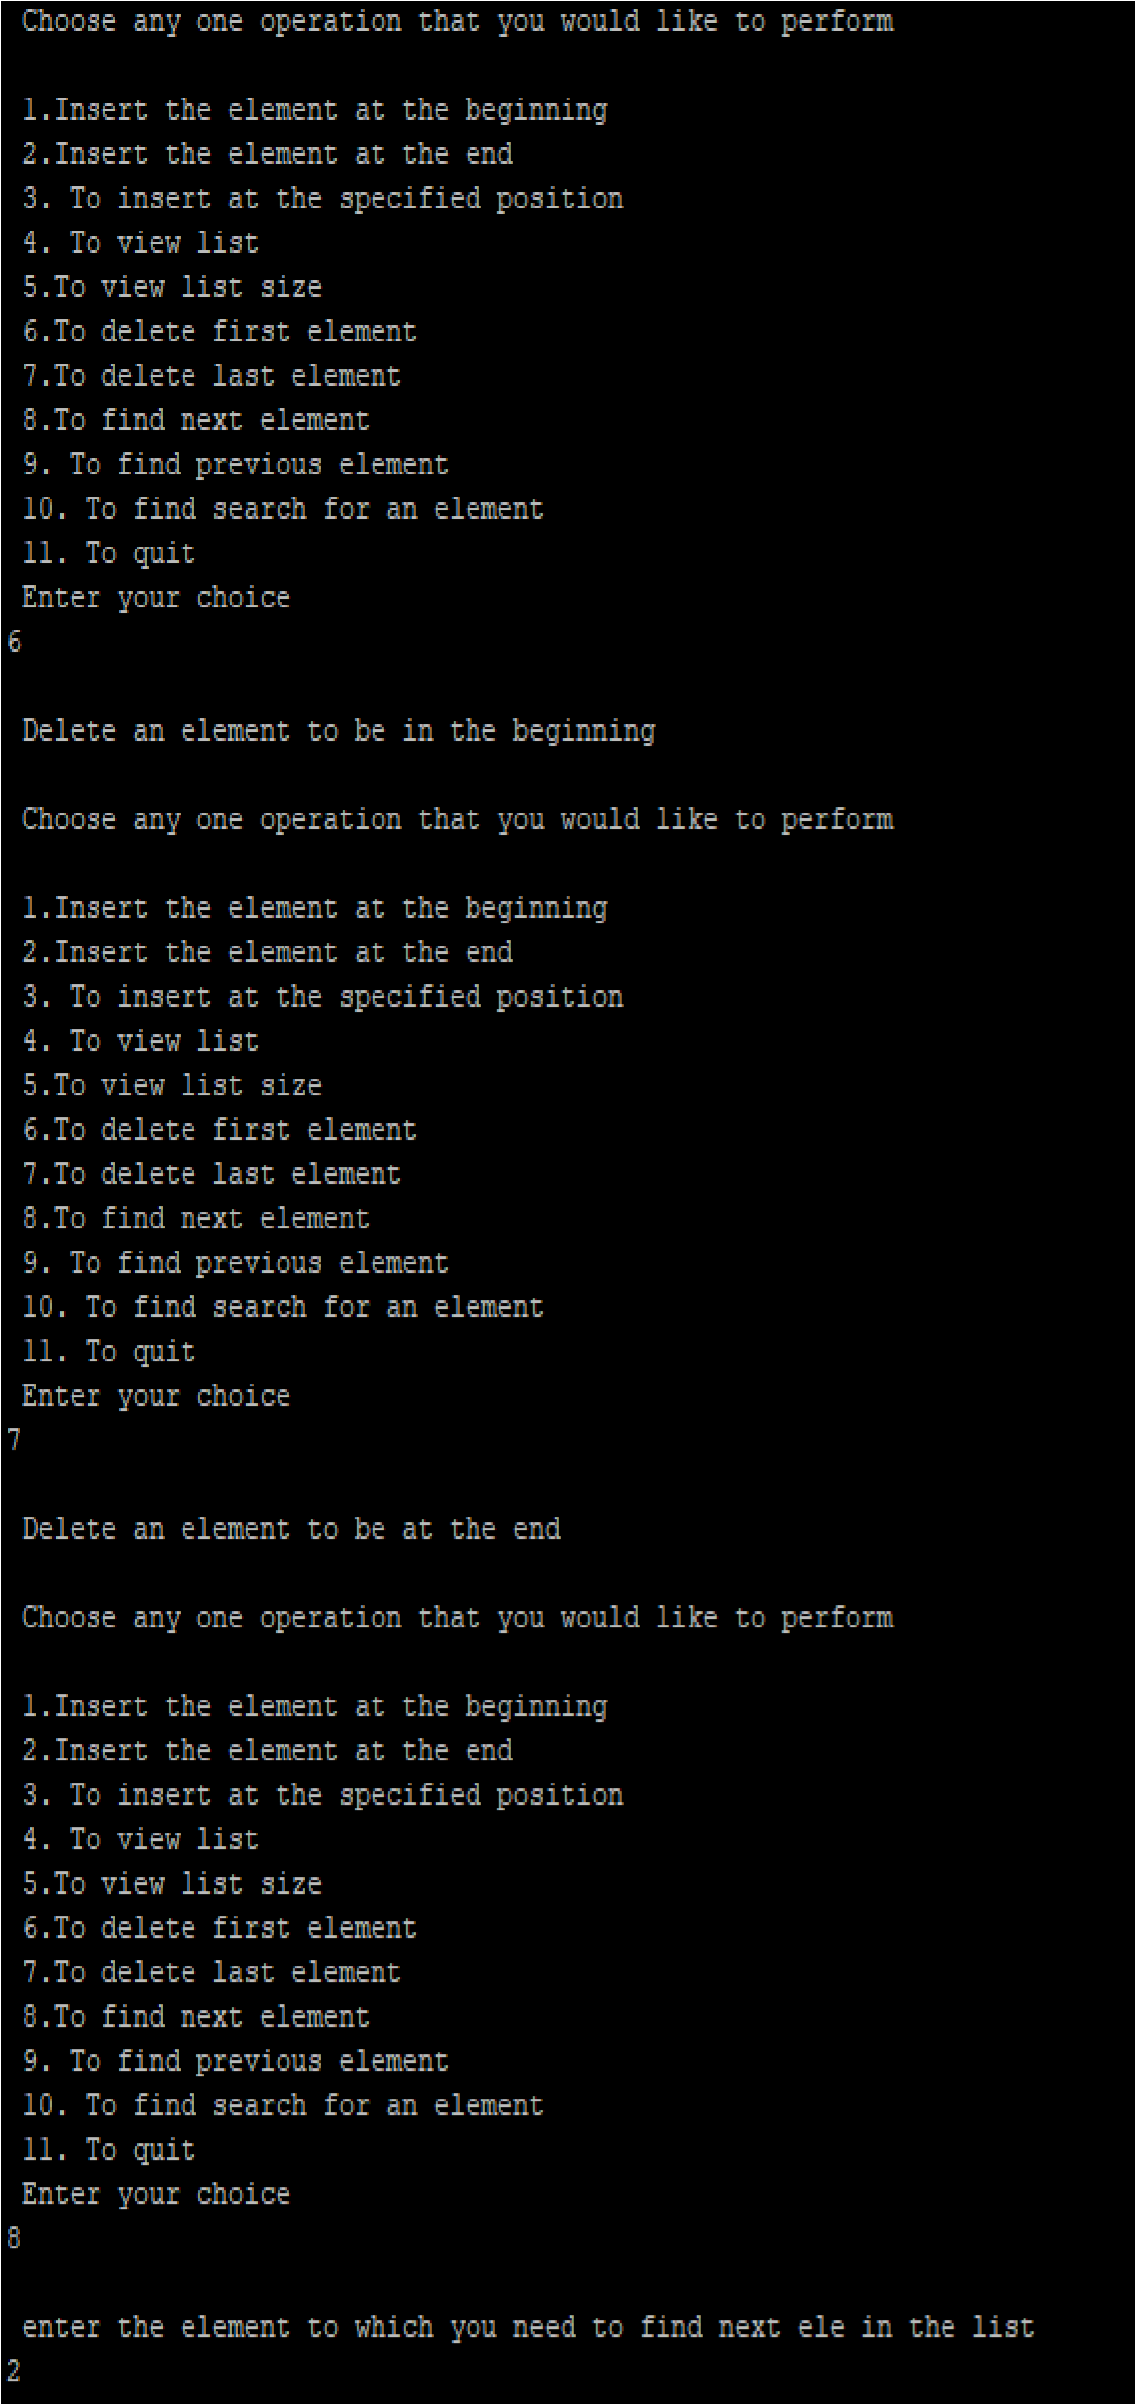 Choose any one operation that you would like to perform
1.Insert the element at the beginning
2.Insert the element at the end
3. To insert at the specified position
4. To view list
5.To view list size
6.To delete first element
7.To delete last element
8.To find next element
9. To find previous element
10. To find search for an element
11. To quit
Enter your choice
6
Delete an element to be in the beginning
Choose any one operation that you would like to perform
1.Insert the element at the beginning
2.Insert the element at the end
3. To insert at the specified position
4. To view list
5.To view list size
6.To delete first element
7.To delete last element
8.To find next element
9. To find previous element
10. To find search for an element
11. To quit
Enter your choice
7
Delete an element to be at the end
Choose any one operation that you would like to perform
1.Insert the element at the beginning
2.Insert the element at the end
3. To insert at the specified position
4. To view list
5.To view list size
6.To delete first element
7.To delete last element
8.To find next element
9. To find previous element
10. To find search for an element
11. To quit
Enter your choice
8
enter the element to which you need to find next ele in the list
2